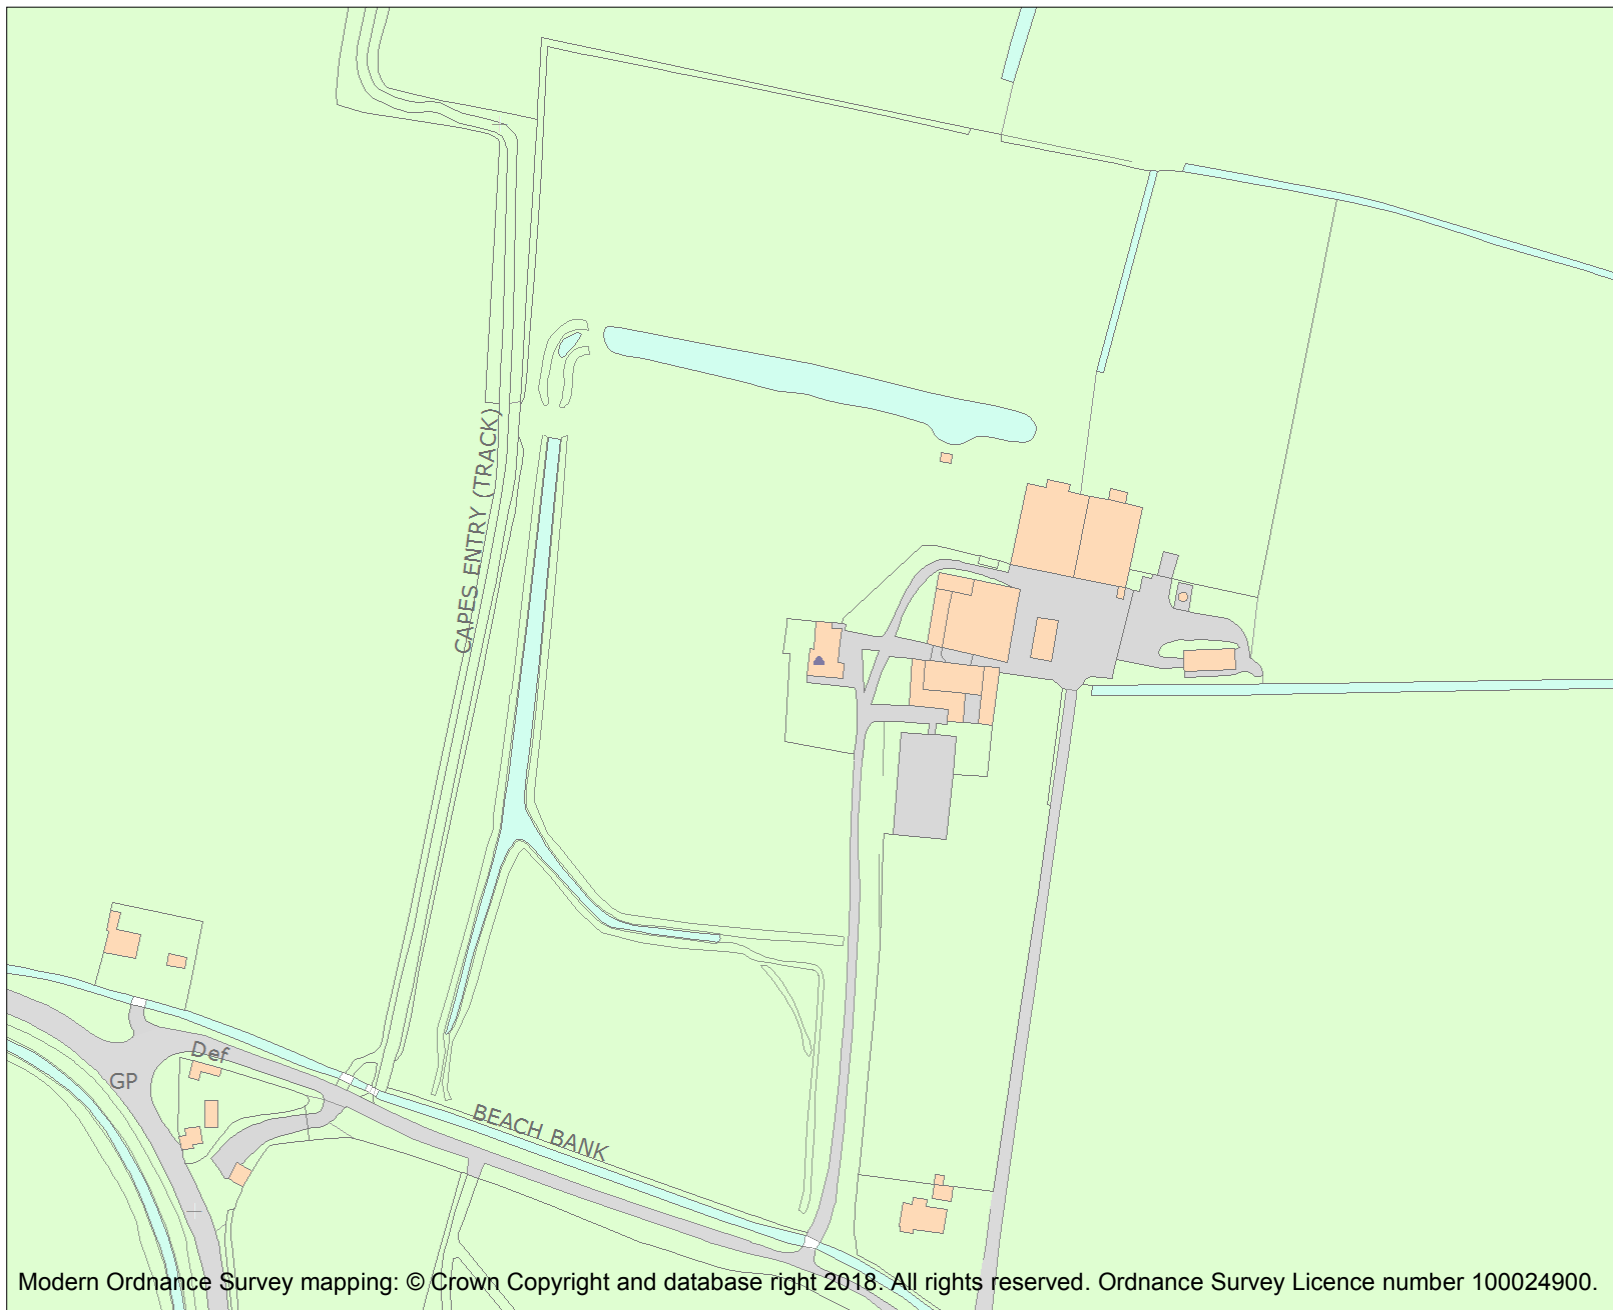 CAPES ENTRY (TRACK)
Def
GP
BEACH BANK
Modern Ordnance Survey mapping: © Crown Copyright and database right 2018. All rights reserved. Ordnance Survey Licence number 100024900.